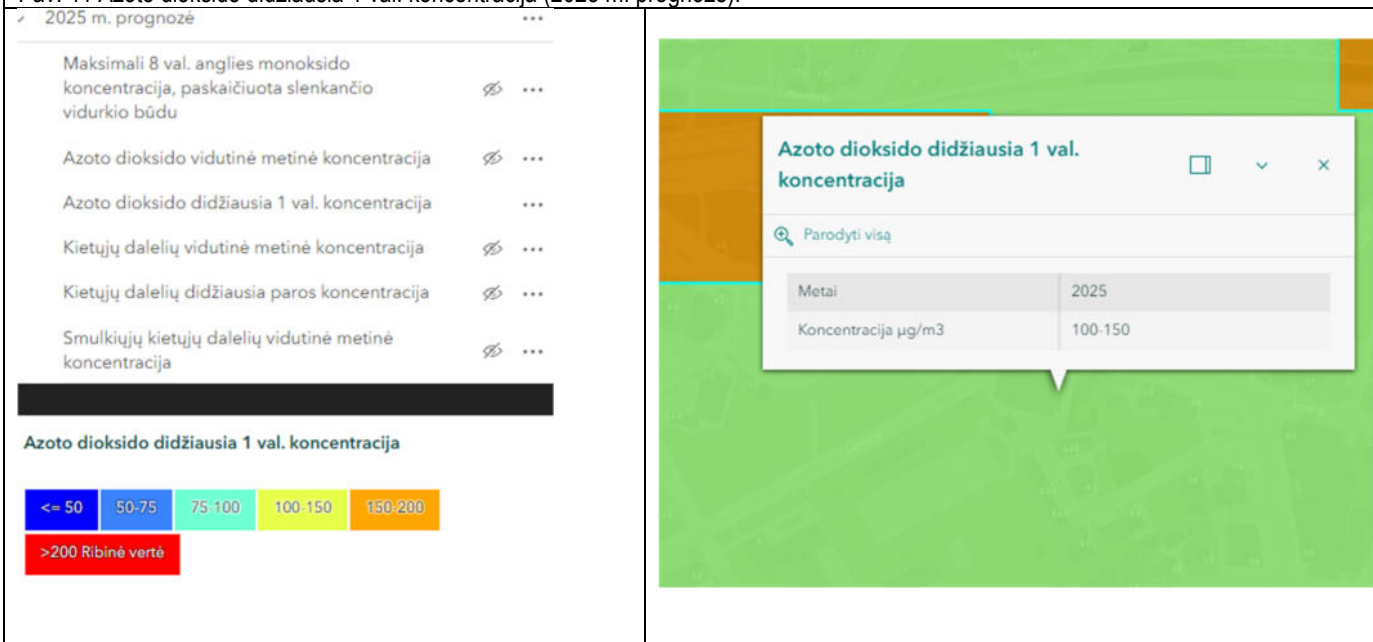 2025 m. prognozė
Maksimali 8 val. anglies monoksido
koncentracija, paskaičiuota slenkančio
vidurkio būdu
Azoto dioksido vidutinė metinė koncentracija
Azoto dioksido didžiausia 1 val. koncentracija
Kietųjų dalelių vidutinė metinė koncentracija
Kietųjų dalelių didžiausia paros koncentracija
Smulkiųjų kietųjų dalelių vidutinė metinė
koncentracija
Azoto dioksido didžiausia 1 val. koncentracija
<= 50 50-75 75-100 100-150 150-200
>200 Ribinė vertė
Azoto dioksido didžiausia 1 val.
koncentracija
Parodyti visą
Metai 2025
Koncentracija µg/m3 100-150